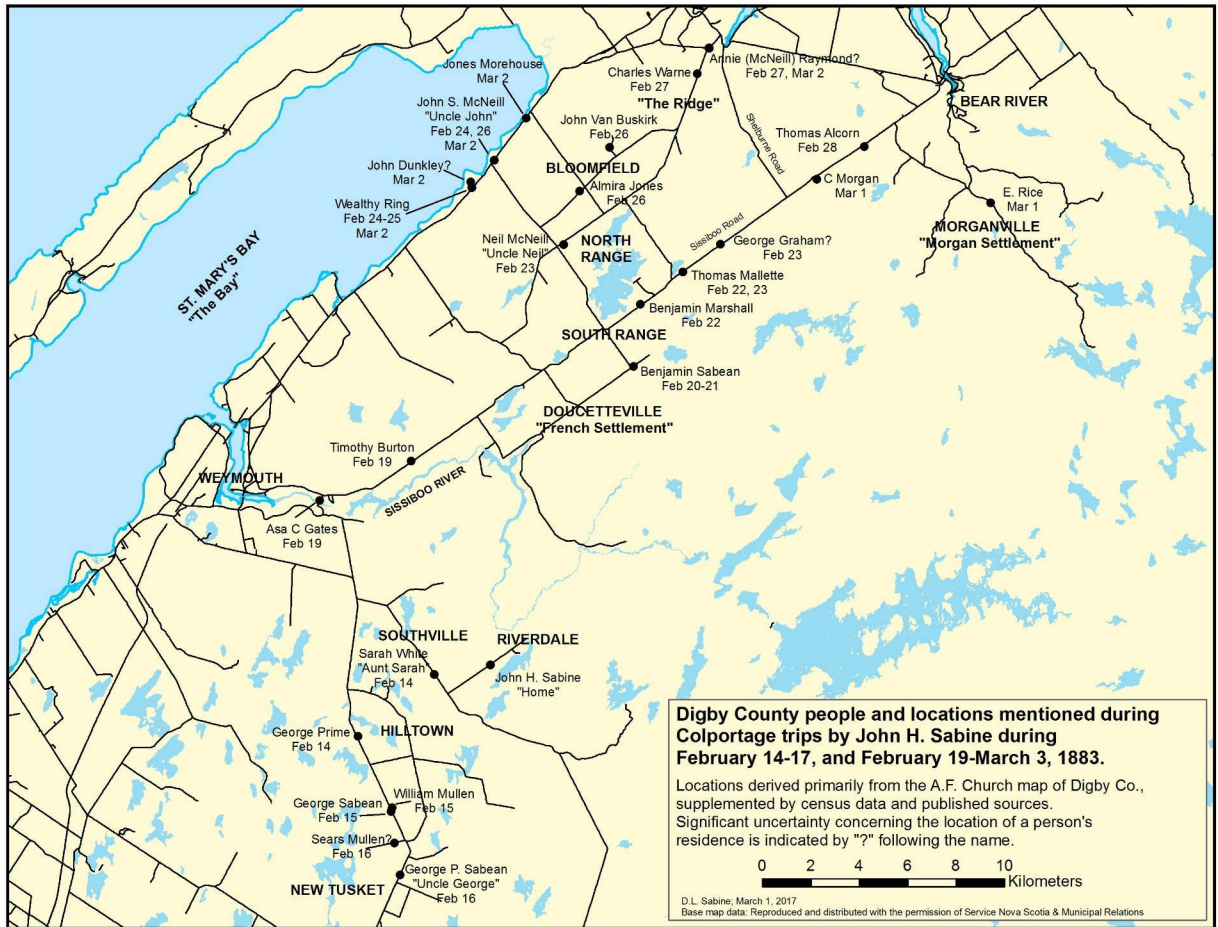 Jones Morehouse
Mar 2
John S. McNeill
"Uncle John"
Feb 24, 26
Mar 2
John Dunkley?
Mar 2
Wealthy Ring
Feb 24-25
Mar 2
Annie (McNeill) Raymond?
Feb 27, Mar 2
Charles Warne
Feb 27
"The Ridge"
John Van Buskirk
Feb 26
BLOOMFIELD
Almira Jones
Feb 26
Shelburne Road
BEAR RIVER
Thomas Alcorn
Feb 28
C Morgan
Mar 1
E. Rice
Mar 1
MORGANVILLE
"Morgan Settlement"
Neil McNeill
"Uncle Neil"
Feb 23
NORTH
RANGE
Sissiboo Road
George Graham?
Feb 23
Thomas Mallette
Feb 22, 23
Benjamin Marshall
Feb 22
SOUTH RANGE
Benjamin Sabean
Feb 20-21
DOUCETTEVILLE
"French Settlement"
ST. MARY'S BAY
"The Bay"
Timothy Burton
Feb 19
WEYMOUTH
SISSIBOO RIVER
Asa C Gates
Feb 19
SOUTHVILLE
Sarah White
"Aunt Sarah"
Feb 14
RIVERDALE
John H. Sabine
"Home"
George Prime
Feb 14
HILLTOWN
William Mullen
Feb 15
George Sabean
Feb 15
Sears Mullen?
Feb 16
George P. Sabean
"Uncle George"
Feb 16
NEW TUSKET
Digby County people and locations mentioned during
Colportage trips by John H. Sabine during
February 14-17, and February 19-March 3, 1883.
Locations derived primarily from the A.F. Church map of Digby Co.,
supplemented by census data and published sources.
Significant uncertainty concerning the location of a person's
residence is indicated by "?" following the name.
0 2 4 6 8 10
Kilometers
D.L. Sabine; March 1, 2017
Base map data: Reproduced and distributed with the permission of Service Nova Scotia & Municipal Relations